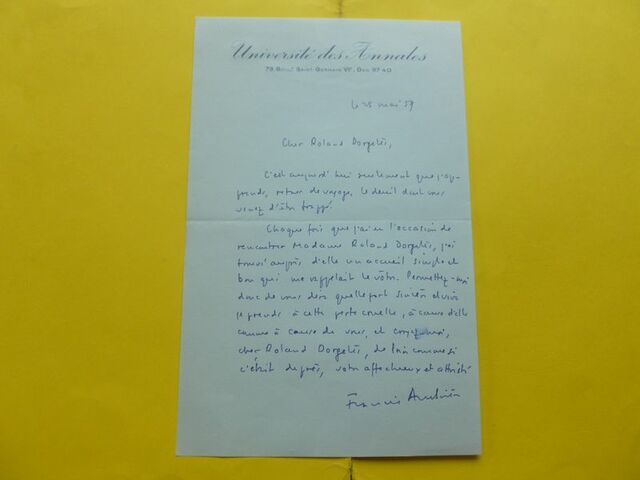 Université des Annales
79, Boulᵈ Saint-Germain VIᵉ, Dan 97-40
le 25 mai 59
Cher Roland Dorgelès,
C'est aujourd'hui seulement que j'ap-
prends, retour de voyage, le deuil dont vous
venez d'être frappé.
Chaque fois que j'ai eu l'occasion de
rencontrer Madame Roland Dorgelès, j'ai
trouvé auprès d'elle un accueil simple et
bon qui me rappelait le vôtre. Permettez-moi
donc de vous dire quelle part sincère et vive
je prends à cette perte cruelle, à cause d'elle
comme à cause de vous, et croyez-moi,
cher Roland Dorgelès, de loin comme si
c'était de près, votre affectueux et attristé
Francis Ambrière